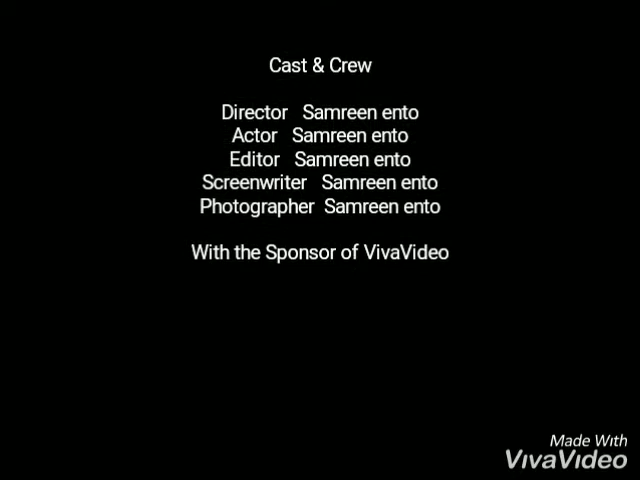 Cast & Crew
Director Samreen ento
Actor Samreen ento
Editor Samreen ento
Screenwriter Samreen ento
Photographer Samreen ento
With the Sponsor of VivaVideo
Made With
VivaVideo